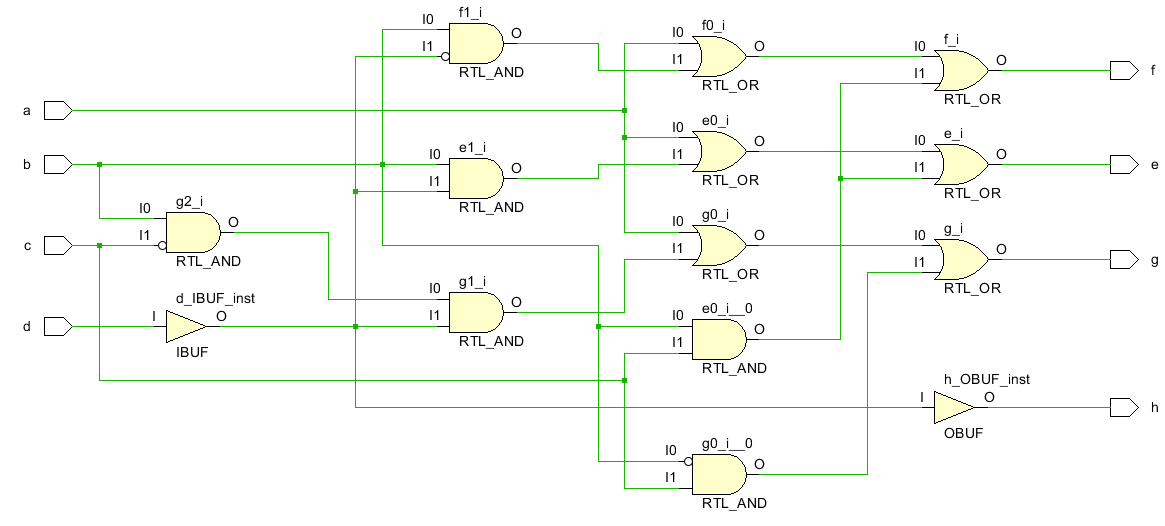 f1_i
I0
I1
O
RTL_AND
f0_i
I0
I1
O
RTL_OR
f_i
I0
I1
O
RTL_OR
f
a
b
e1_i
I0
I1
O
RTL_AND
e0_i
I0
I1
O
RTL_OR
e_i
I0
I1
O
RTL_OR
e
g2_i
I0
I1
O
RTL_AND
c
g0_i
I0
I1
O
RTL_OR
g_i
I0
I1
O
RTL_OR
g
d
d_IBUF_inst
I
O
IBUF
g1_i
I0
I1
O
RTL_AND
e0_i__0
I0
I1
O
RTL_AND
h_OBUF_inst
I
O
OBUF
h
g0_i__0
I0
I1
O
RTL_AND